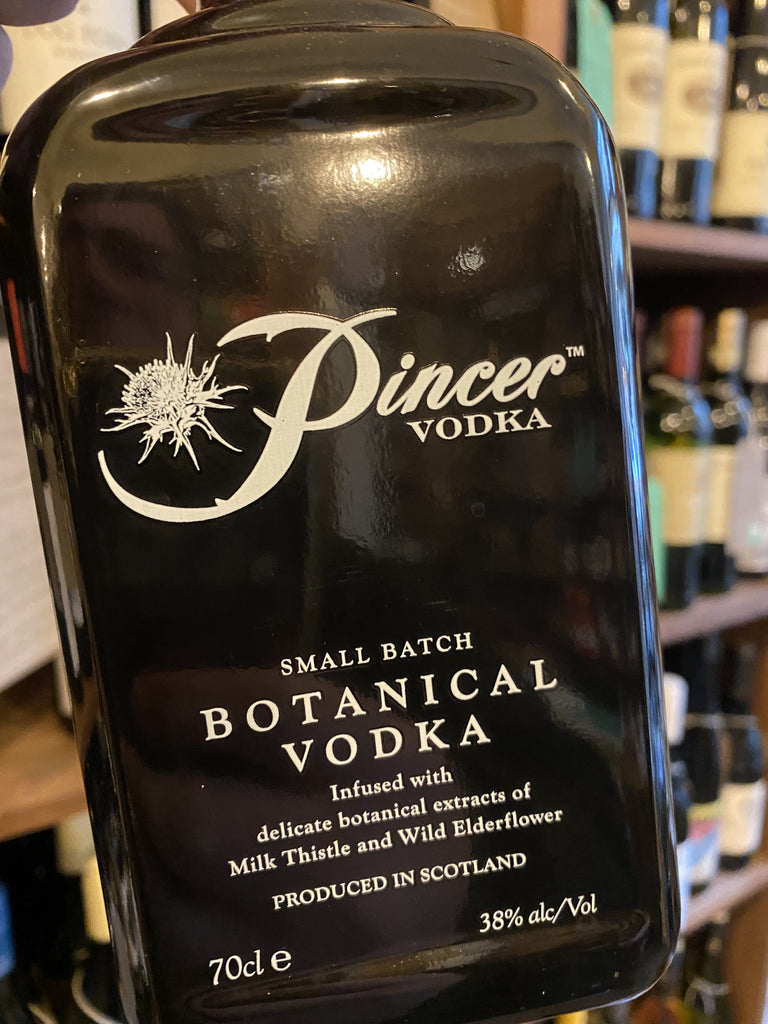 Pincer™
VODKA
SMALL BATCH
BOTANICAL
VODKA
Infused with
delicate botanical extracts of
Milk Thistle and Wild Elderflower
PRODUCED IN SCOTLAND
38% alc/Vol
70cl e